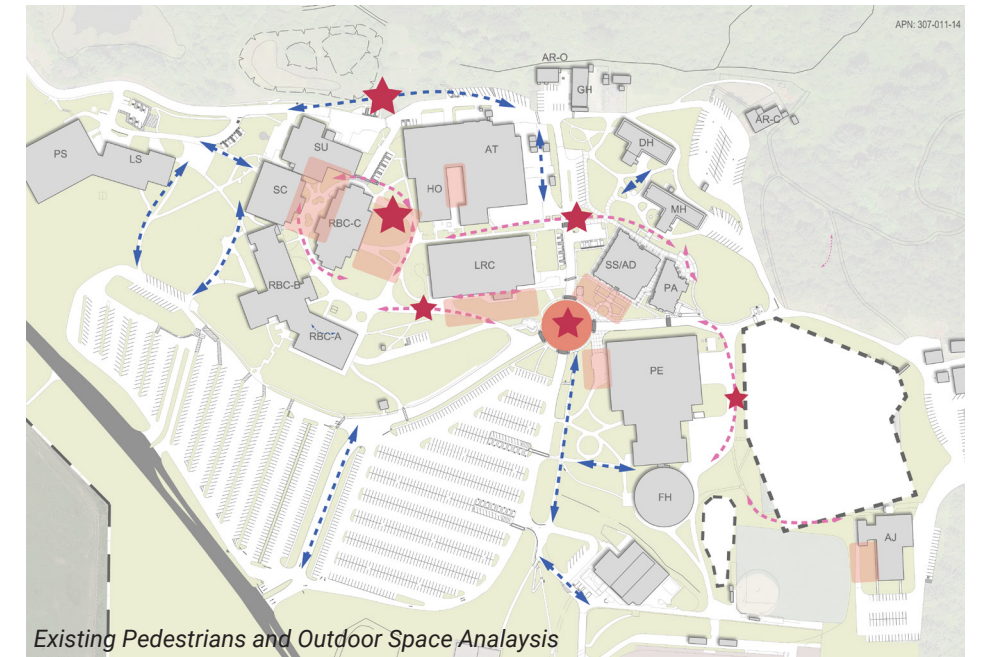 APN: 307-011-14
AR-O
GH
AR-C
AT
DH
SU
PS
LS
SC
HO
MH
RBC-C
LRC
SS/AD
PA
RBC-B
RBC-A
PE
FH
AJ
Existing Pedestrians and Outdoor Space Analaysis